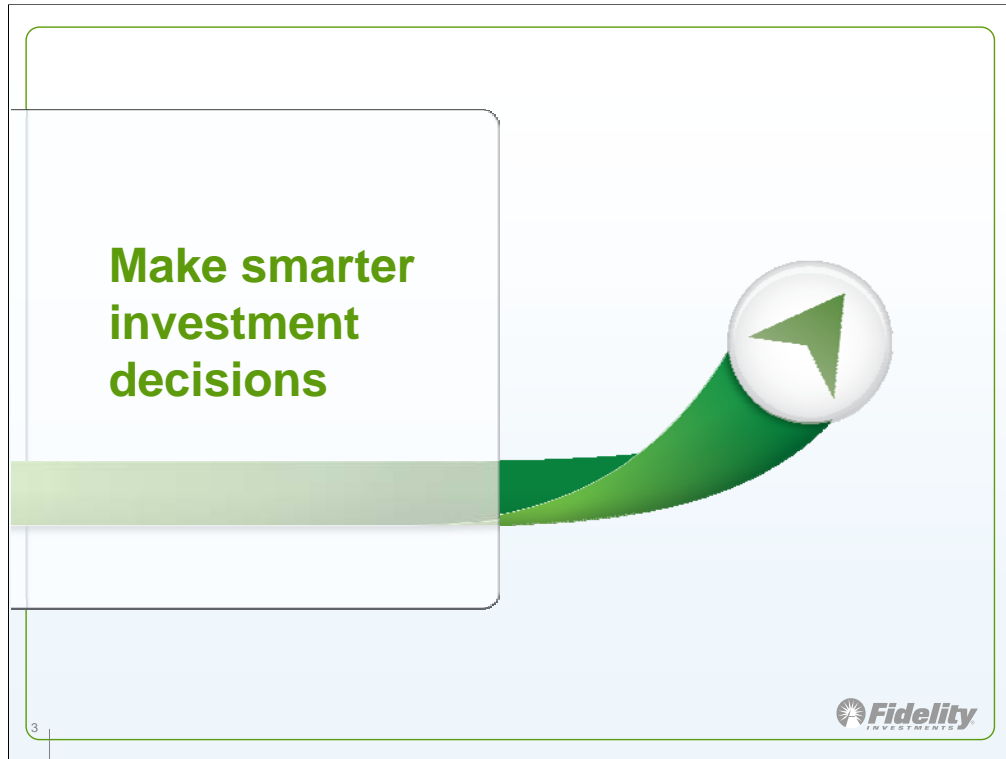 Make smarter
investment
decisions
3
Fidelity
INVESTMENTS